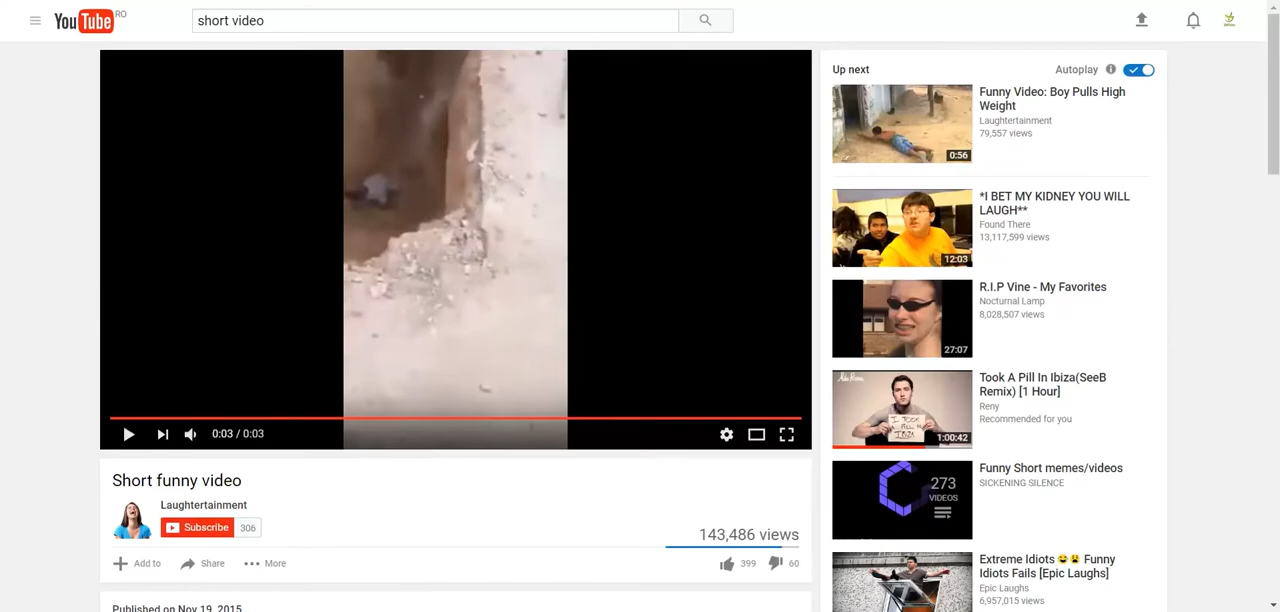 YouTube RO
short video
0:03 / 0:03
Short funny video
Laughtertainment
Subscribe 306
143,486 views
Add to Share More
399 60
Published on Nov 19, 2015
Up next
Autoplay
Funny Video: Boy Pulls High
Weight
Laughtertainment
79,557 views
0:56
*I BET MY KIDNEY YOU WILL
LAUGH**
Found There
13,117,599 views
12:03
R.I.P Vine - My Favorites
Nocturnal Lamp
8,028,507 views
27:07
Took A Pill In Ibiza(SeeB
Remix) [1 Hour]
Reny
Recommended for you
I TOOK
A PILL IN
IBIZA
1:00:42
Funny Short memes/videos
SICKENING SILENCE
273
VIDEOS
Extreme Idiots 😂😫 Funny
Idiots Fails [Epic Laughs]
Epic Laughs
6,957,015 views